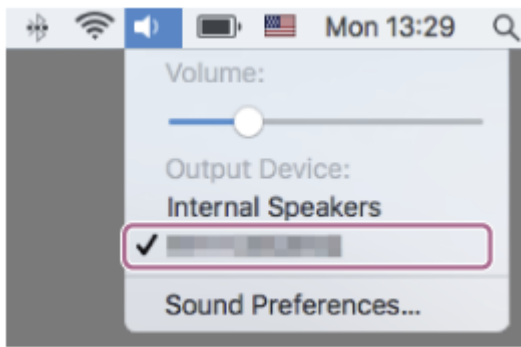 Mon 13:29
Volume:
Output Device:
Internal Speakers
Sound Preferences...